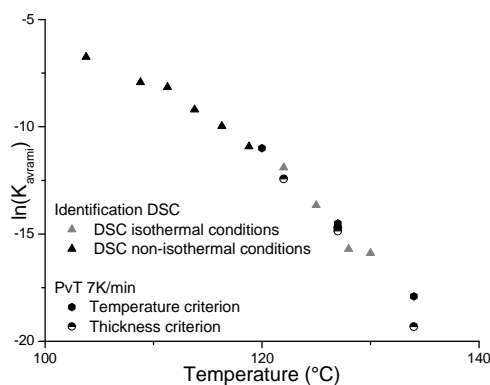 -5
-10
-15
-20
ln(K_avrami)
Identification DSC
DSC isothermal conditions
DSC non-isothermal conditions
PvT 7K/min
Temperature criterion
Thickness criterion
100
120
140
Temperature (°C)